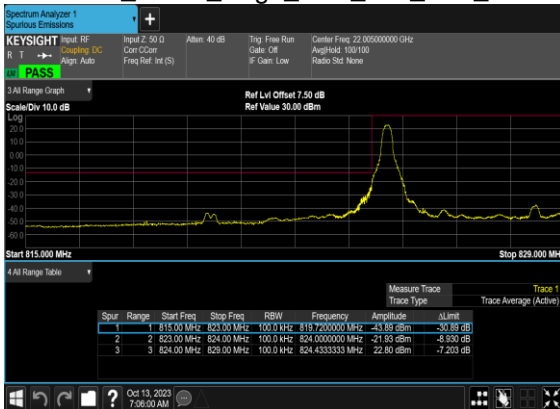 Spectrum Analyzer 1
Spurious Emissions
KEYSIGHT Input: RF Input Z: 50 Ω Atten: 40 dB Trig: Free Run Center Freq: 22.005000000 GHz
R T Coupling: DC Corr CCorr Gate: Off Avg|Hold: 100/100
Align: Auto Freq Ref: Int (S) IF Gain: Low Radio Std: None
PASS
3 All Range Graph
Ref Lvl Offset 7.50 dB
Scale/Div 10.0 dB Ref Value 30.00 dBm
Log
20.0
10.0
0.00
-10.0
-20.0
-30.0
-40.0
-50.0
-60.0
Start 815.000 MHz Stop 829.000 MH
4 All Range Table
Measure Trace Trace 1
Trace Type Trace Average (Active)
Spur Range Start Freq Stop Freq RBW Frequency Amplitude ΔLimit
1 1 815.00 MHz 823.00 MHz 100.0 kHz 819.7200000 MHz -43.89 dBm -30.89 dB
2 2 823.00 MHz 824.00 MHz 100.0 kHz 824.0000000 MHz -21.93 dBm -8.930 dB
3 3 824.00 MHz 829.00 MHz 100.0 kHz 824.4333333 MHz 22.80 dBm -7.203 dB
? Oct 13, 2023
7:06:00 AM